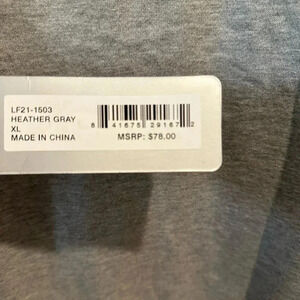 LF21-1503
HEATHER GRAY
XL
MADE IN CHINA
8 41675 29167 2
MSRP: $78.00